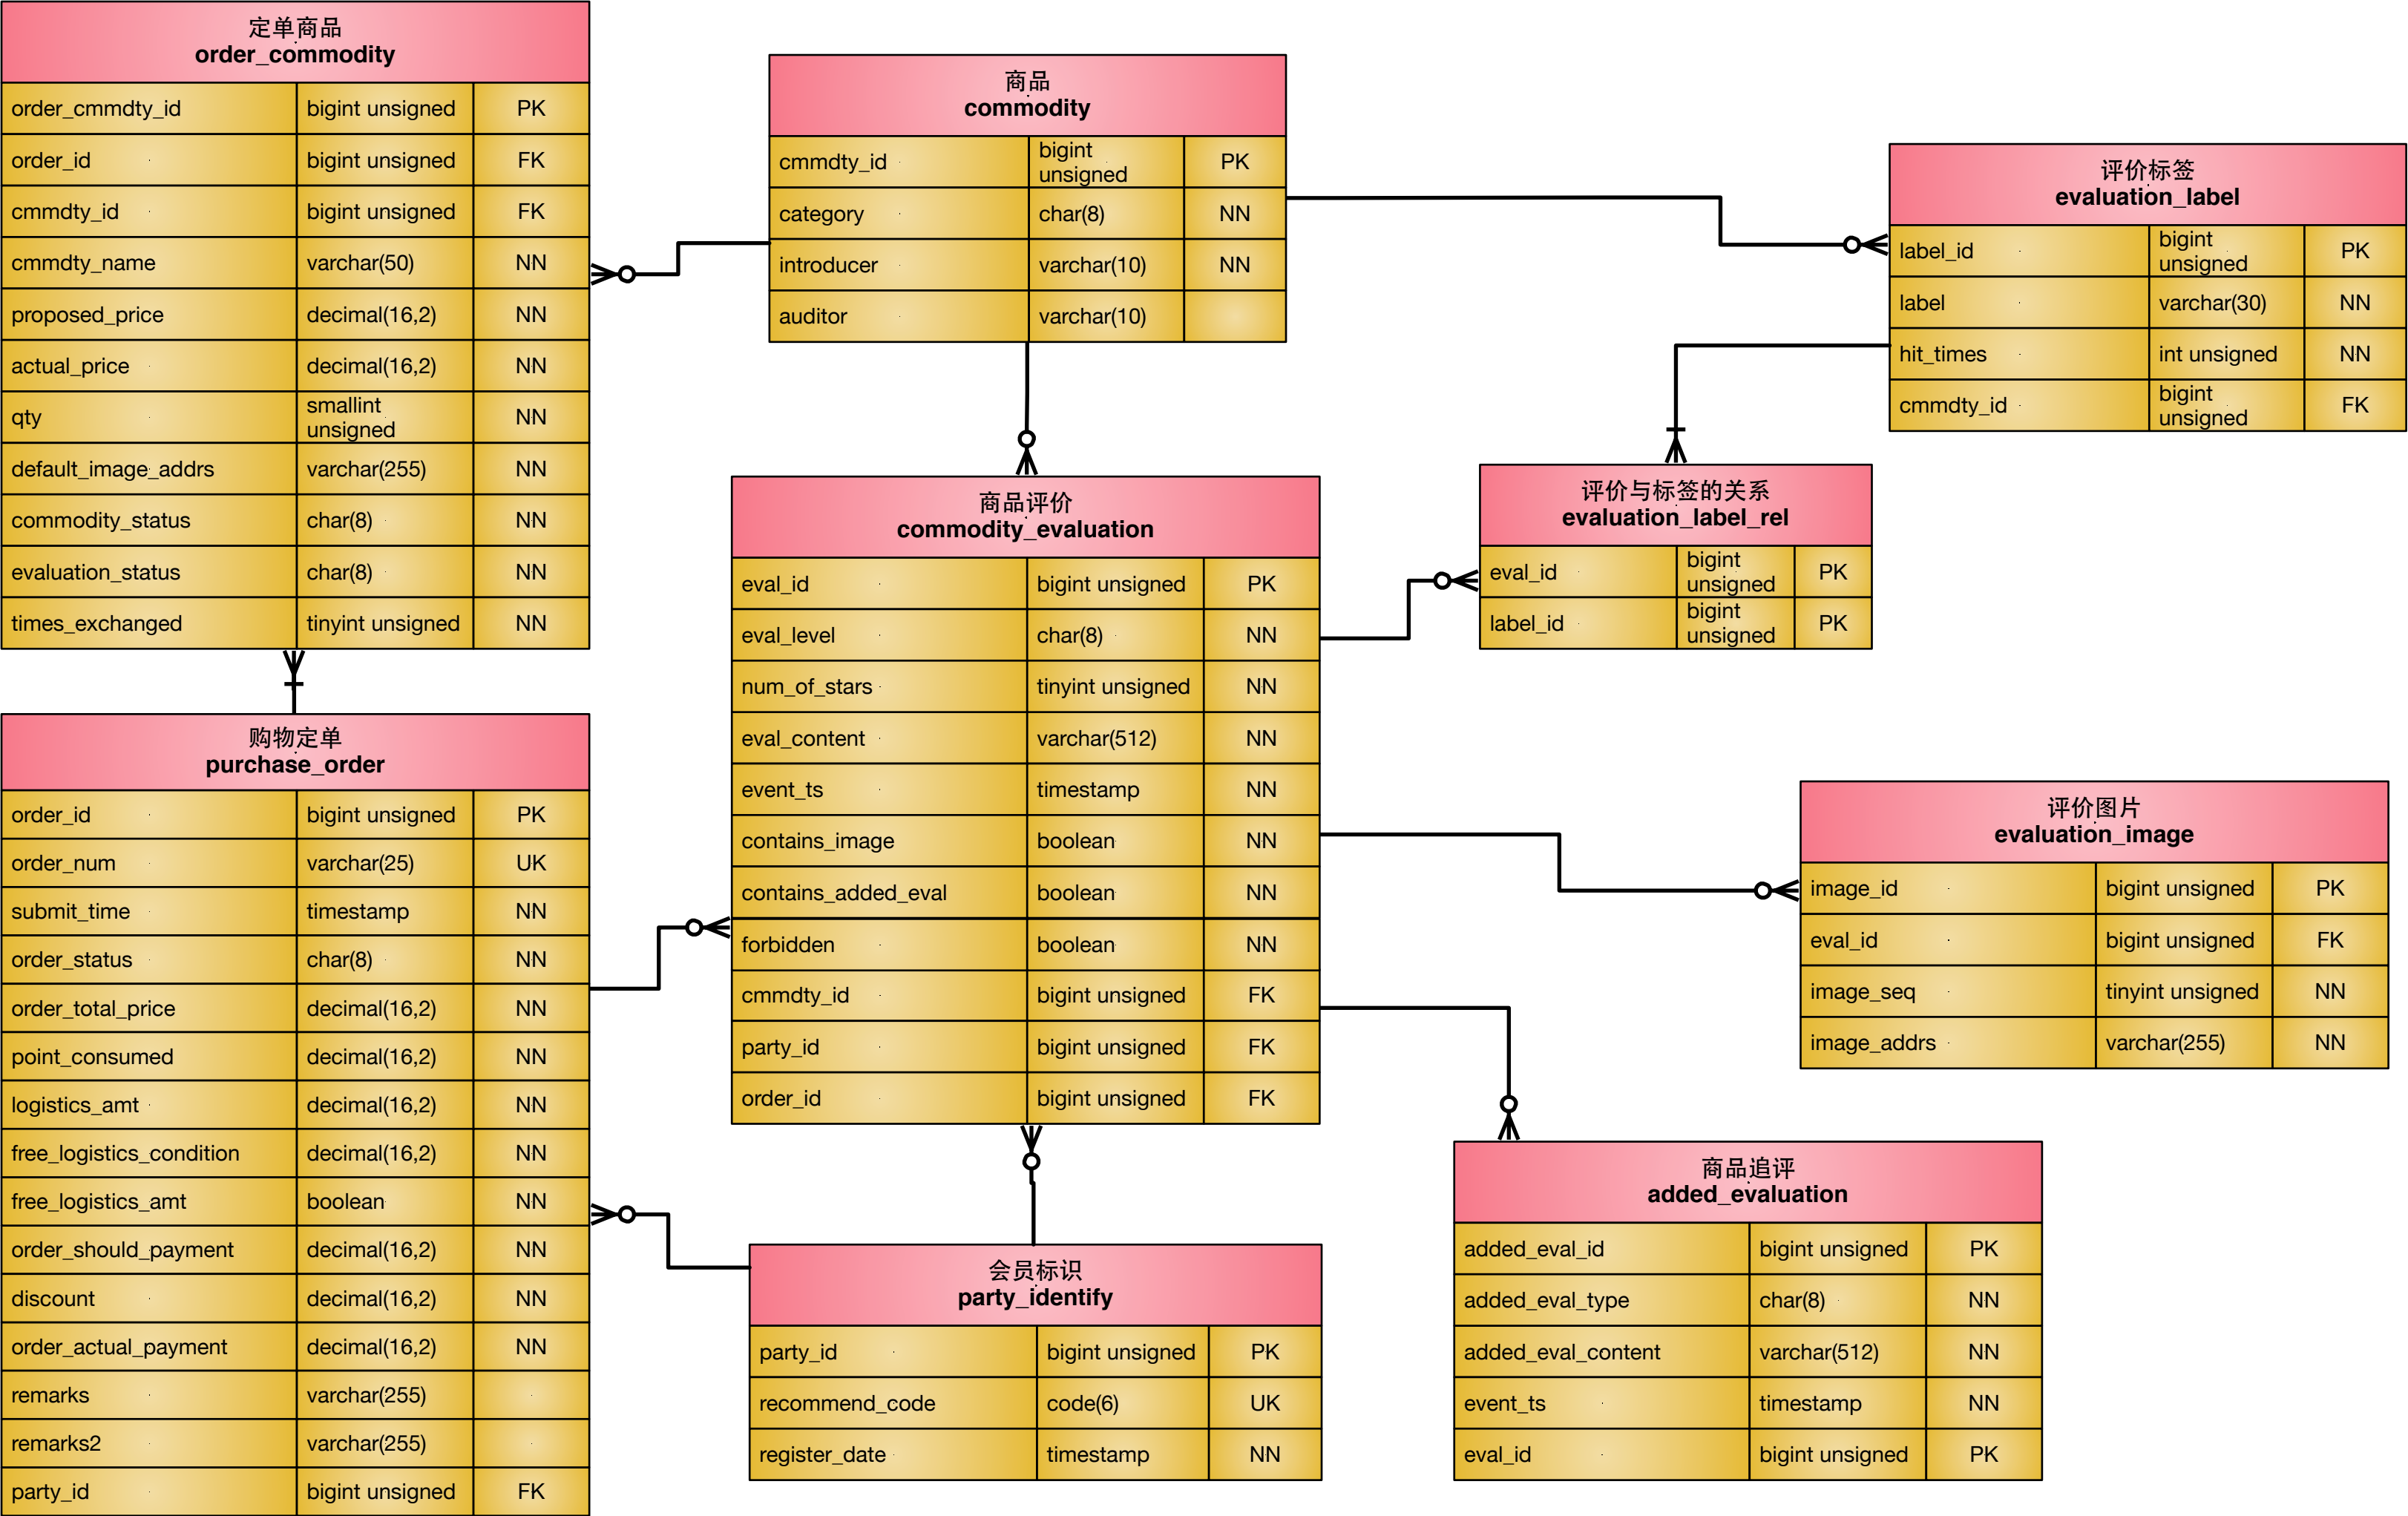 定单商品
order_commodity
order_cmmdty_id bigint unsigned PK
order_id bigint unsigned FK
cmmdty_id bigint unsigned FK
cmmdty_name varchar(50) NN
proposed_price decimal(16,2) NN
actual_price decimal(16,2) NN
qty smallint unsigned NN
default_image_addrs varchar(255) NN
commodity_status char(8) NN
evaluation_status char(8) NN
times_exchanged tinyint unsigned NN
购物定单
purchase_order
order_id bigint unsigned PK
order_num varchar(25) UK
submit_time timestamp NN
order_status char(8) NN
order_total_price decimal(16,2) NN
point_consumed decimal(16,2) NN
logistics_amt decimal(16,2) NN
free_logistics_condition decimal(16,2) NN
free_logistics_amt boolean NN
order_should_payment decimal(16,2) NN
discount decimal(16,2) NN
order_actual_payment decimal(16,2) NN
remarks varchar(255)
remarks2 varchar(255)
party_id bigint unsigned FK
商品
commodity
cmmdty_id bigint unsigned PK
category char(8) NN
introducer varchar(10) NN
auditor varchar(10)
商品评价
commodity_evaluation
eval_id bigint unsigned PK
eval_level char(8) NN
num_of_stars tinyint unsigned NN
eval_content varchar(512) NN
event_ts timestamp NN
contains_image boolean NN
contains_added_eval boolean NN
forbidden boolean NN
cmmdty_id bigint unsigned FK
party_id bigint unsigned FK
order_id bigint unsigned FK
会员标识
party_identify
party_id bigint unsigned PK
recommend_code code(6) UK
register_date timestamp NN
评价标签
evaluation_label
label_id bigint unsigned PK
label varchar(30) NN
hit_times int unsigned NN
cmmdty_id bigint unsigned FK
评价与标签的关系
evaluation_label_rel
eval_id bigint unsigned PK
label_id bigint unsigned PK
评价图片
evaluation_image
image_id bigint unsigned PK
eval_id bigint unsigned FK
image_seq tinyint unsigned NN
image_addrs varchar(255) NN
商品追评
added_evaluation
added_eval_id bigint unsigned PK
added_eval_type char(8) NN
added_eval_content varchar(512) NN
event_ts timestamp NN
eval_id bigint unsigned PK